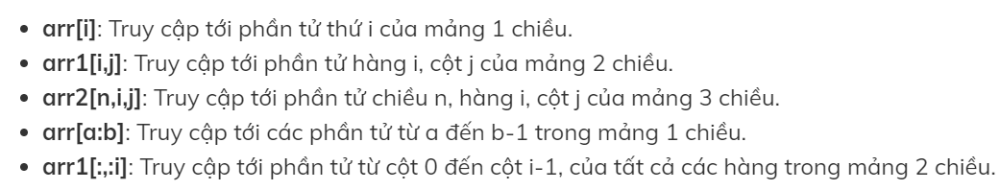 • arr[i]: Truy cập tới phần tử thứ i của mảng 1 chiều.
• arr1[i,j]: Truy cập tới phần tử hàng i, cột j của mảng 2 chiều.
• arr2[n,i,j]: Truy cập tới phần tử chiều n, hàng i, cột j của mảng 3 chiều.
• arr[a:b]: Truy cập tới các phần tử từ a đến b-1 trong mảng 1 chiều.
• arr1[:,:i]: Truy cập tới phần tử từ cột 0 đến cột i-1, của tất cả các hàng trong mảng 2 chiều.